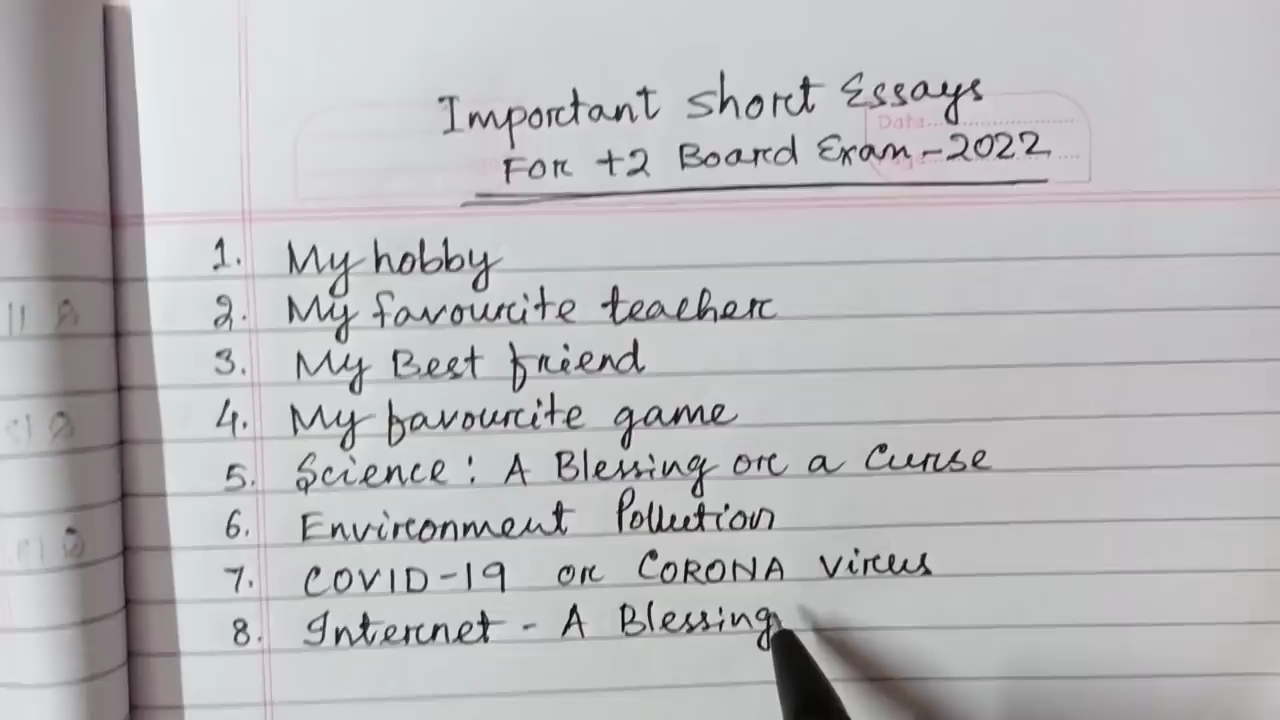 Important Short Essays
For +2 Board Exam - 2022
Data
1. My hobby
2. My favourite teacher
3. My Best friend
4. My favourite game
5. Science : A Blessing or a Curse
6. Environment Pollution
7. COVID-19 or CORONA virus
8. Internet - A Blessing